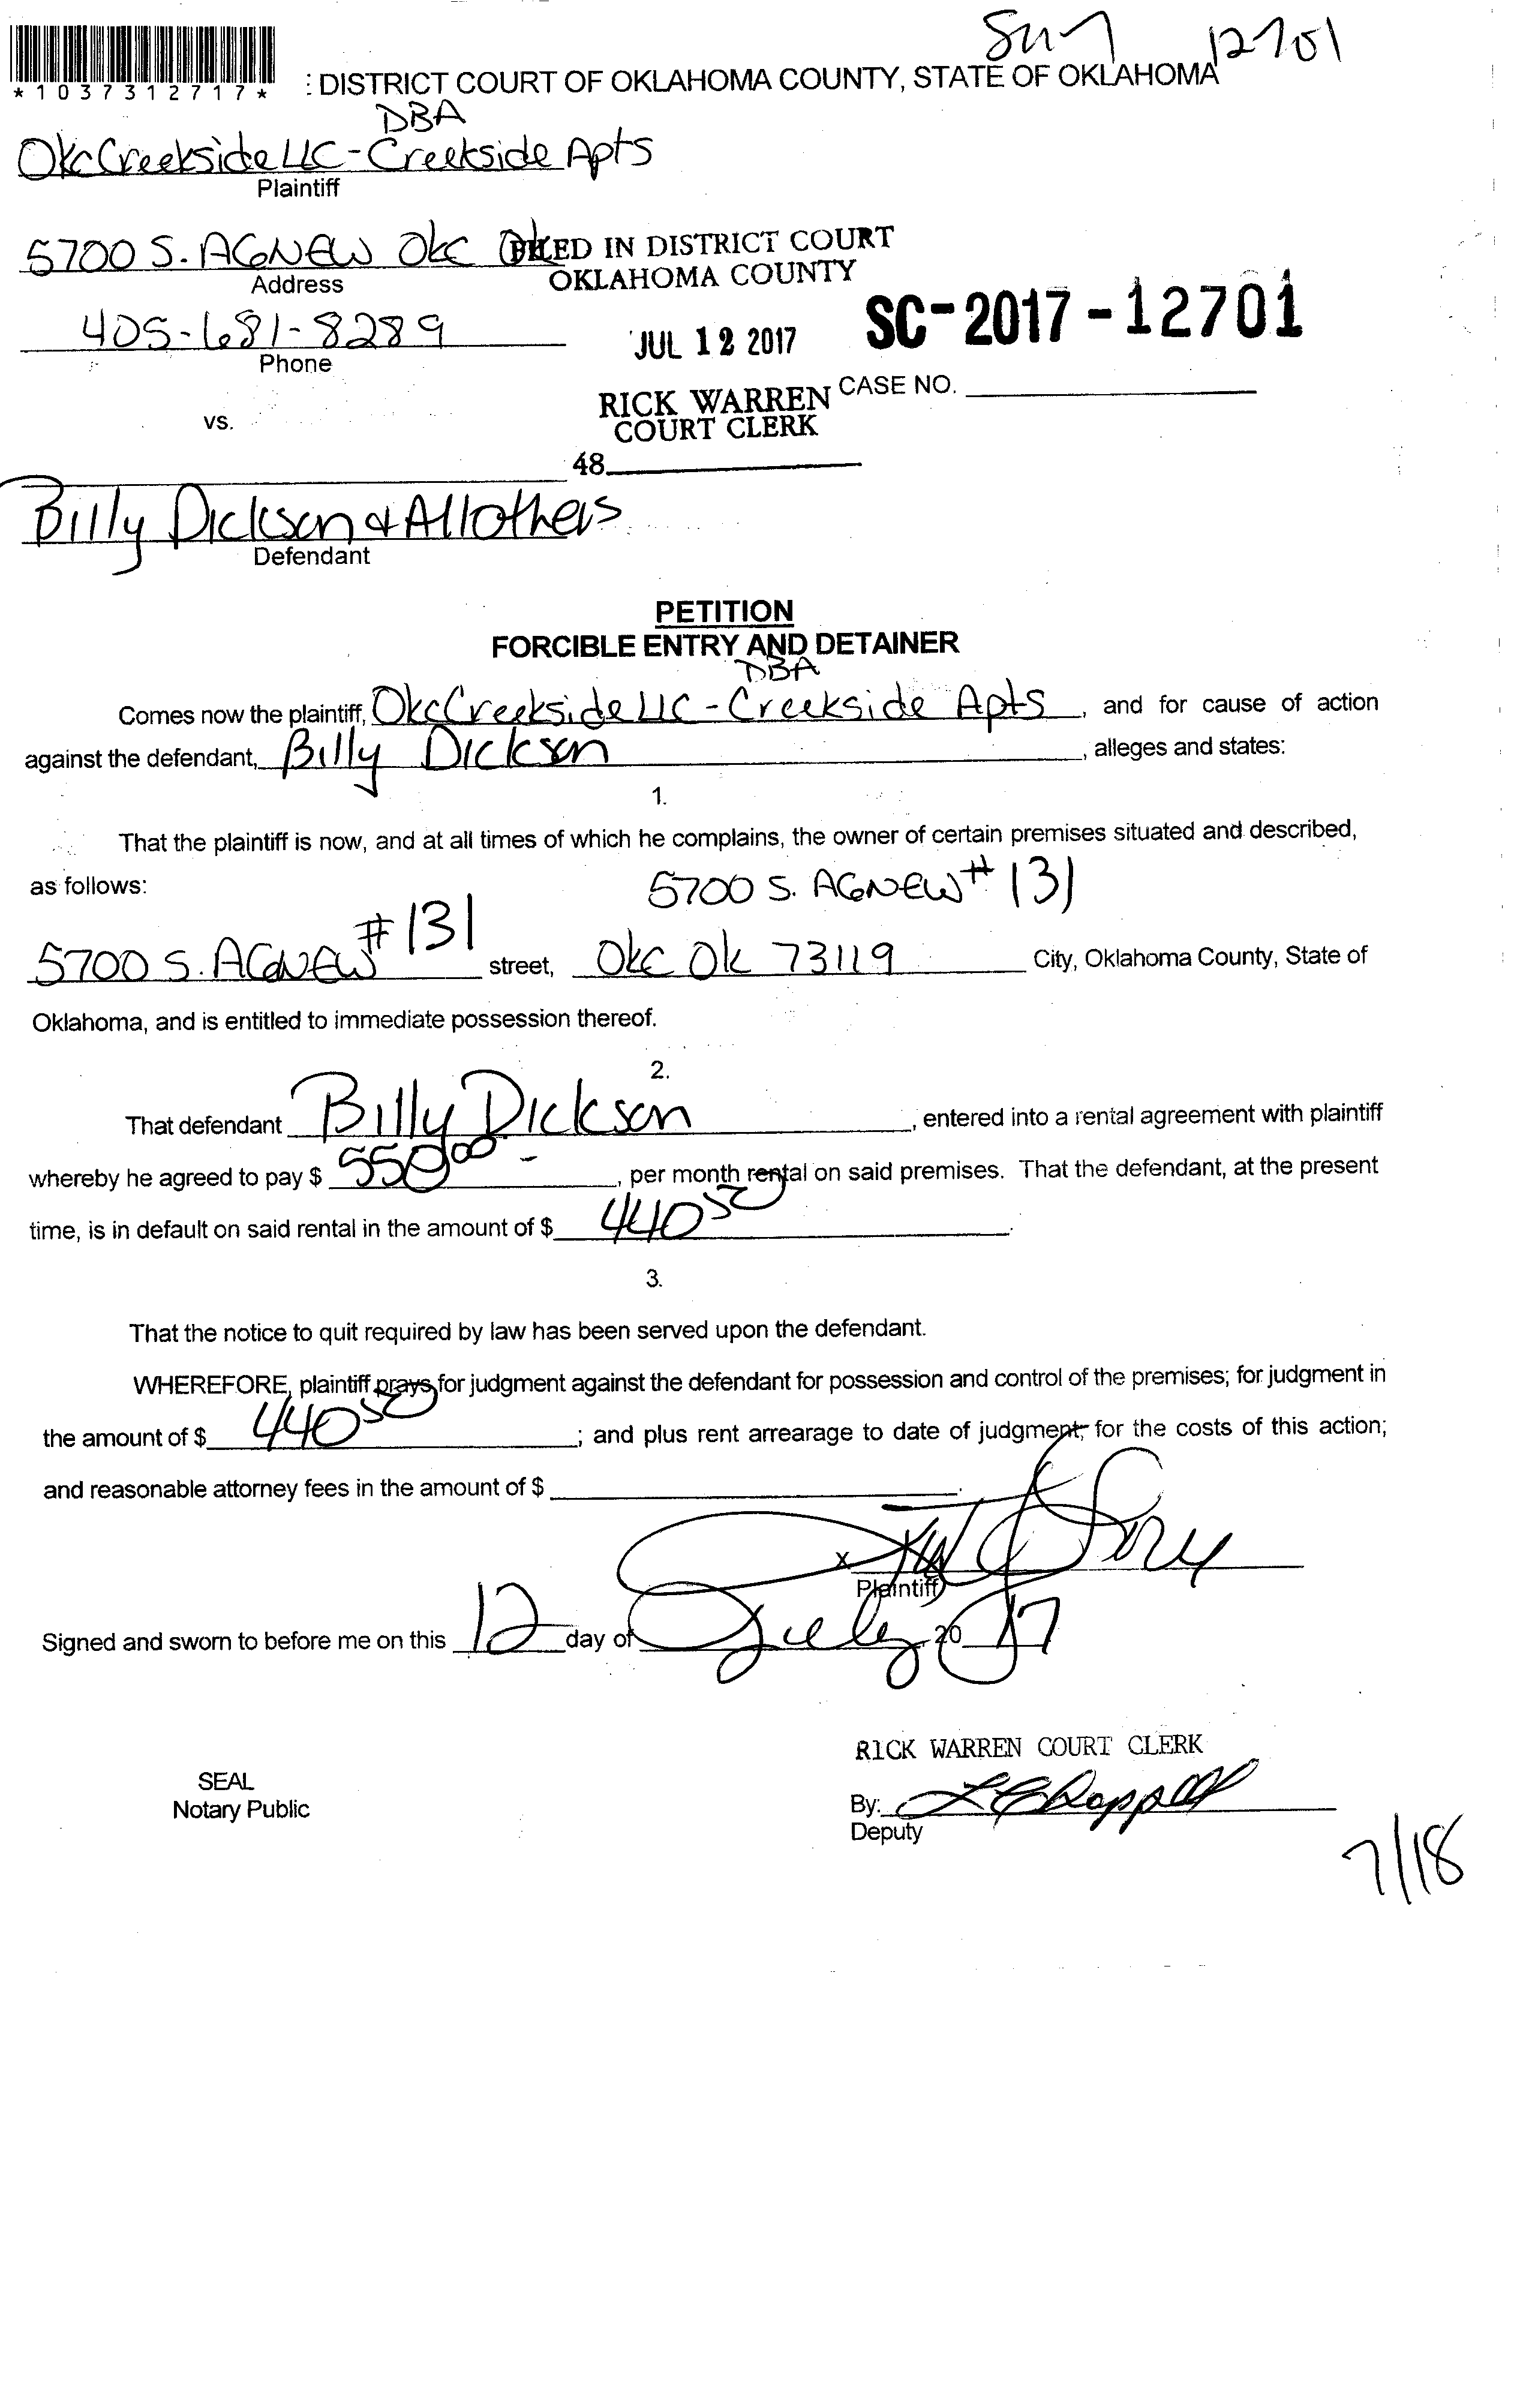 12701
*1037312717*
: DISTRICT COURT OF OKLAHOMA COUNTY, STATE OF OKLAHOMA
DBA
Okc Creekside LLC - Creekside Apts
Plaintiff
5700 S. AGNEW Okc Ok
FILED IN DISTRICT COURT
OKLAHOMA COUNTY
Address
405-681-8289
JUL 12 2017
SC-2017-12701
Phone
RICK WARREN
COURT CLERK
CASE NO.
vs.
48
Billy Dickson & All others
Defendant
PETITION
FORCIBLE ENTRY AND DETAINER
DBA
Comes now the plaintiff, Okc Creekside LLC - Creekside Apts, and for cause of action
against the defendant, Billy Dickson, alleges and states:
1.
That the plaintiff is now, and at all times of which he complains, the owner of certain premises situated and described,
as follows: 5700 S. AGNEW # 131
5700 S. AGNEW # 131 street, Okc Ok 73119 City, Oklahoma County, State of
Oklahoma, and is entitled to immediate possession thereof.
2.
That defendant Billy Dickson, entered into a rental agreement with plaintiff
whereby he agreed to pay $ 550 00, per month rental on said premises. That the defendant, at the present
time, is in default on said rental in the amount of $ 440 50.
3.
That the notice to quit required by law has been served upon the defendant.
WHEREFORE, plaintiff prays for judgment against the defendant for possession and control of the premises; for judgment in
the amount of $ 440 50; and plus rent arrearage to date of judgment; for the costs of this action;
and reasonable attorney fees in the amount of $ .
x
Plaintiff
Signed and sworn to before me on this 12 day of July, 20 17
RICK WARREN COURT CLERK
SEAL
Notary Public
By:
Deputy
7/18